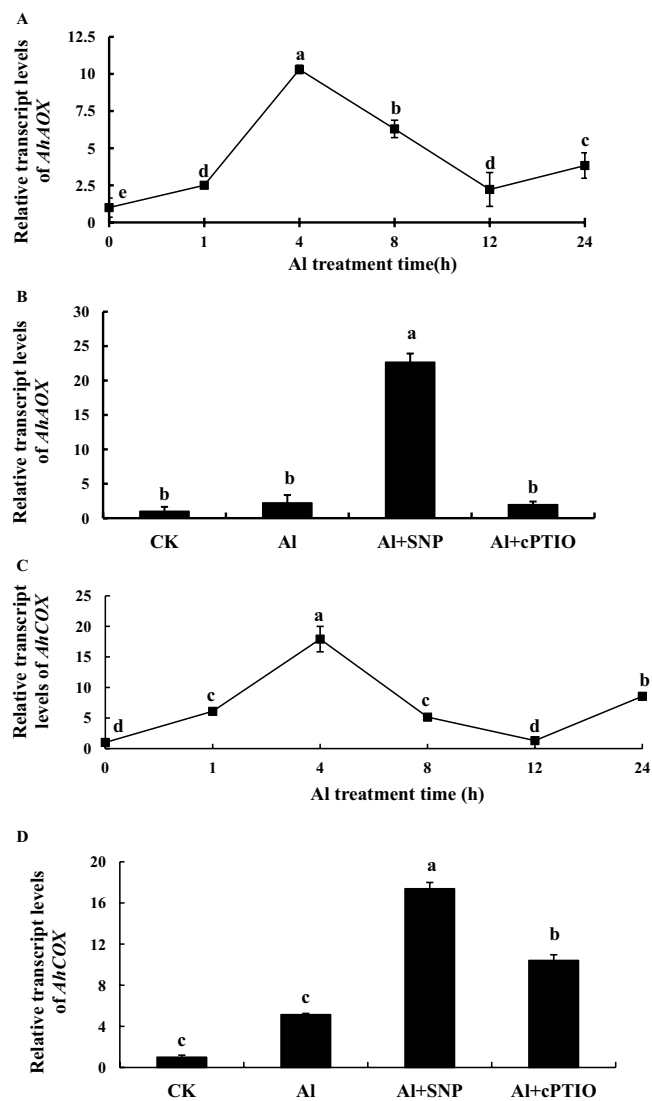 A
Relative transcript levels
of AhAOX
12.5
10
7.5
5
2.5
0
e
d
a
b
d
c
0 1 4 8 12 24
Al treatment time(h)
B
Relative transcript levels
of AhAOX
30
25
20
15
10
5
0
b
b
a
b
CK Al Al+SNP Al+cPTIO
C
Relative transcript
levels of AhCOX
20
15
10
5
0
d
c
a
c
d
b
0 1 4 8 12 24
Al treatment time (h)
D
Relative transcript levels
of AhCOX
20
16
12
8
4
0
c
c
a
b
CK Al Al+SNP Al+cPTIO